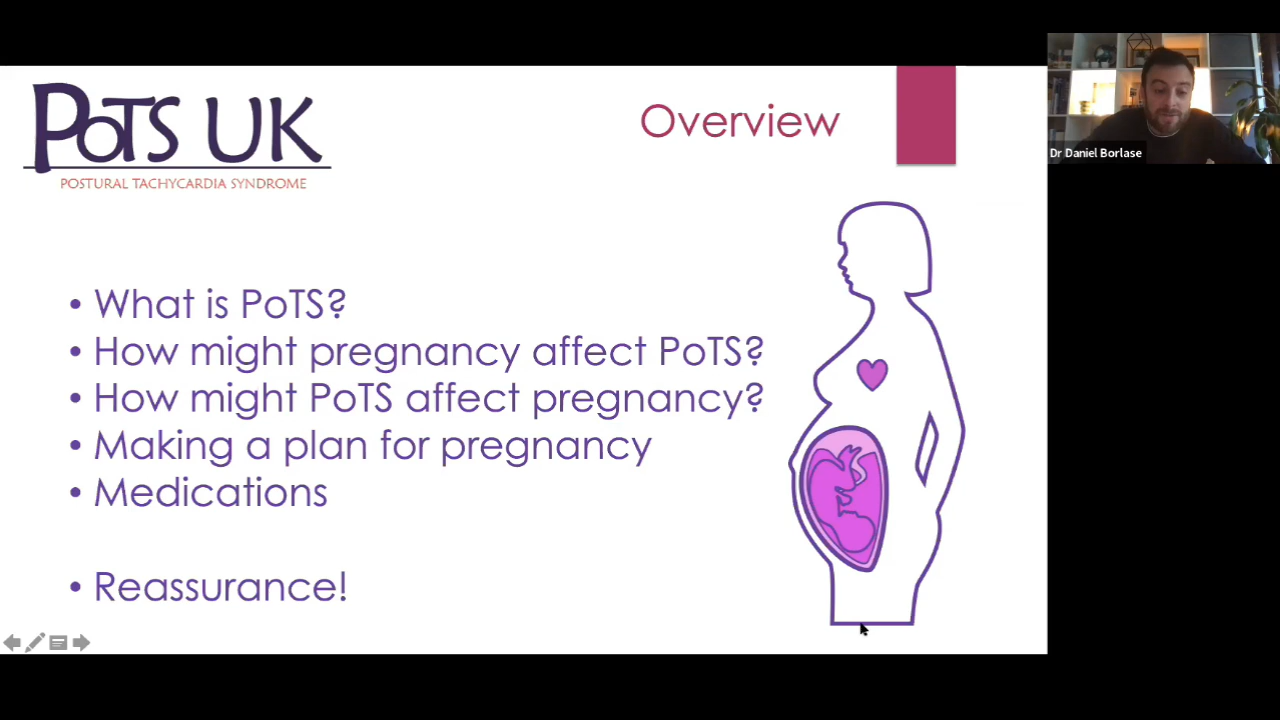 PoTS UK
POSTURAL TACHYCARDIA SYNDROME
Overview
Dr Daniel Borlase
• What is PoTS?
• How might pregnancy affect PoTS?
• How might PoTS affect pregnancy?
• Making a plan for pregnancy
• Medications
• Reassurance!